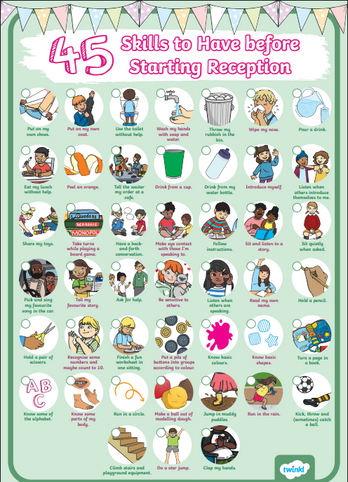 45
Skills to Have before
Starting Reception
Put on my
own shoes.
Put on my own
coat.
Use the toilet
without help.
Wash my hands
with soap and
water.
Throw my
rubbish in the
bin.
Wipe my nose.
Pour a drink.
Eat my lunch
without help.
Peel an orange.
Tell the waiter
my order at a
cafe.
Drink from a cup.
Drink from my
water bottle.
Introduce myself
Listen when
others introduce
themselves to me.
Share my toys.
Take turns
while playing a
board game.
Have a back-
and-forth
conversation.
Make eye contact
with those I'm
speaking to.
Follow
instructions.
Sit and listen to a
story.
Sit quietly
when asked.
Pick and sing
my favourite
song in the car
Tell my
favourite story.
Ask for help.
Be sensitive to
others
Listen when
others are
speaking.
Read my own
name.
Hold a pencil.
Hold a pair of
scissors.
Recognise some
numbers and
maybe count to 10.
Finish a fun
worksheet in
one sitting.
Put a pile of
buttons into groups
according to colour.
Know basic
colours.
Know basic
shapes.
Turn a page in
a book.
A B
C
Know some of
the alphabet.
Know some
parts of my
body.
Run in a circle.
Make a ball out of
modelling dough.
Jump in muddy
puddles.
Run in the rain.
Kick, throw and
(sometimes) catch
a ball.
Climb stairs and
playground equipment.
Do a star jump.
Clap my hands.
twinkl